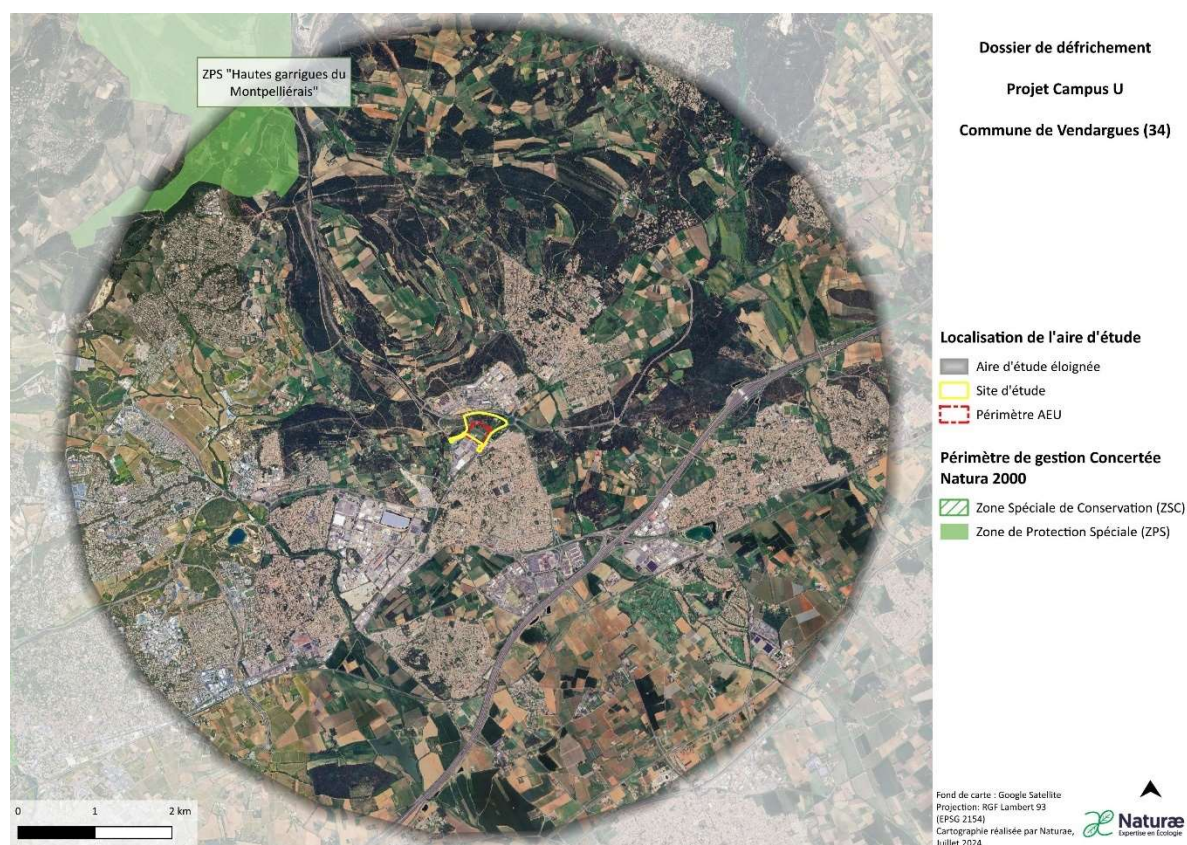 ZPS "Hautes garrigues du
Montpelliérais"
0 1 2 km
Dossier de défrichement
Projet Campus U
Commune de Vendargues (34)
Localisation de l'aire d'étude
Aire d'étude éloignée
Site d'étude
Périmètre AEU
Périmètre de gestion Concertée
Natura 2000
Zone Spéciale de Conservation (ZSC)
Zone de Protection Spéciale (ZPS)
Fond de carte : Google Satellite
Projection: RGF Lambert 93
(EPSG 2154)
Cartographie réalisée par Naturae,
Juillet 2024
Naturæ
Expertise en Écologie